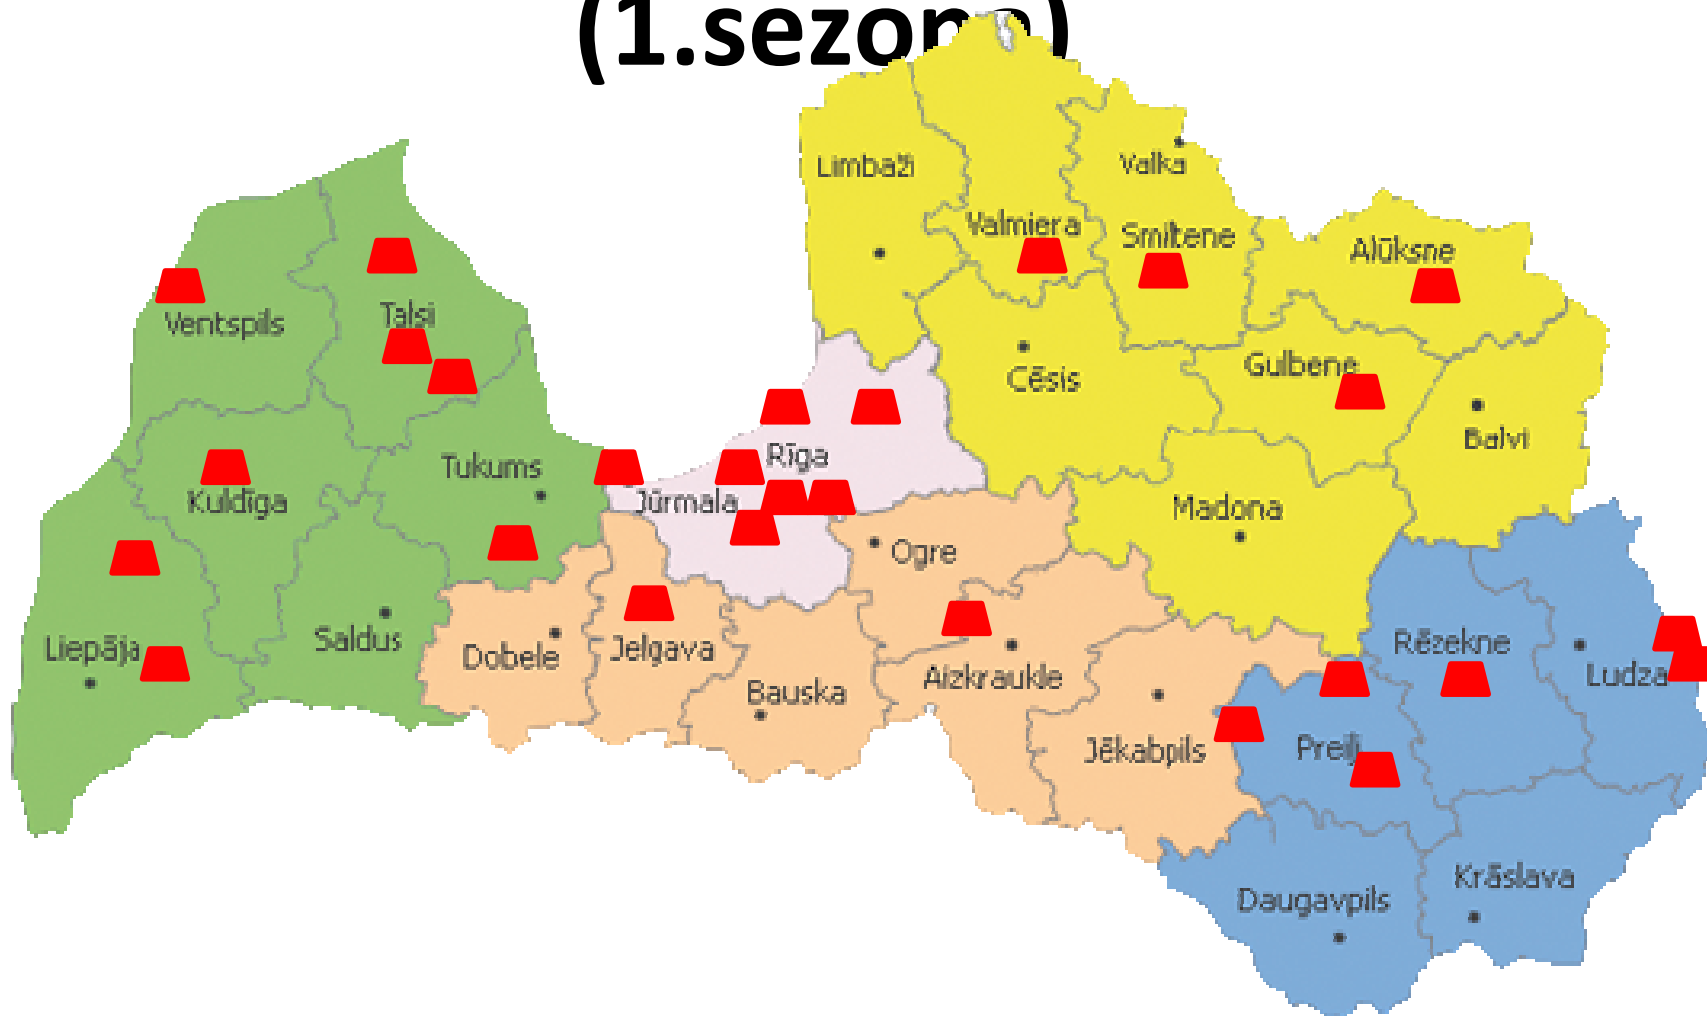 (1.sezona)
Limbaži
Valka
Valmiera
Smiltene
Alūksne
Ventspils
Talsi
Cēsis
Gulbene
Balvi
Tukums
Rīga
Kuldīga
Jūrmala
Madona
Ogre
Liepāja
Saldus
Dobele
Jelgava
Bauska
Aizkraukle
Rēzekne
Ludza
Jēkabpils
Preiļi
Daugavpils
Krāslava